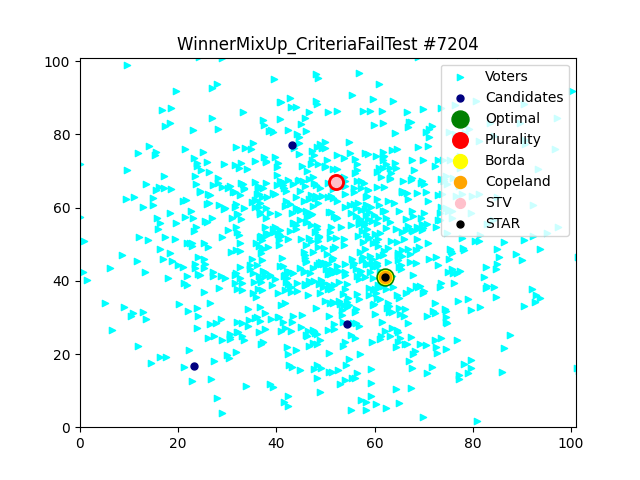 WinnerMixUp_CriteriaFailTest #7204
100
80
60
40
20
0
0
20
40
60
80
100
Voters
Candidates
Optimal
Plurality
Borda
Copeland
STV
STAR